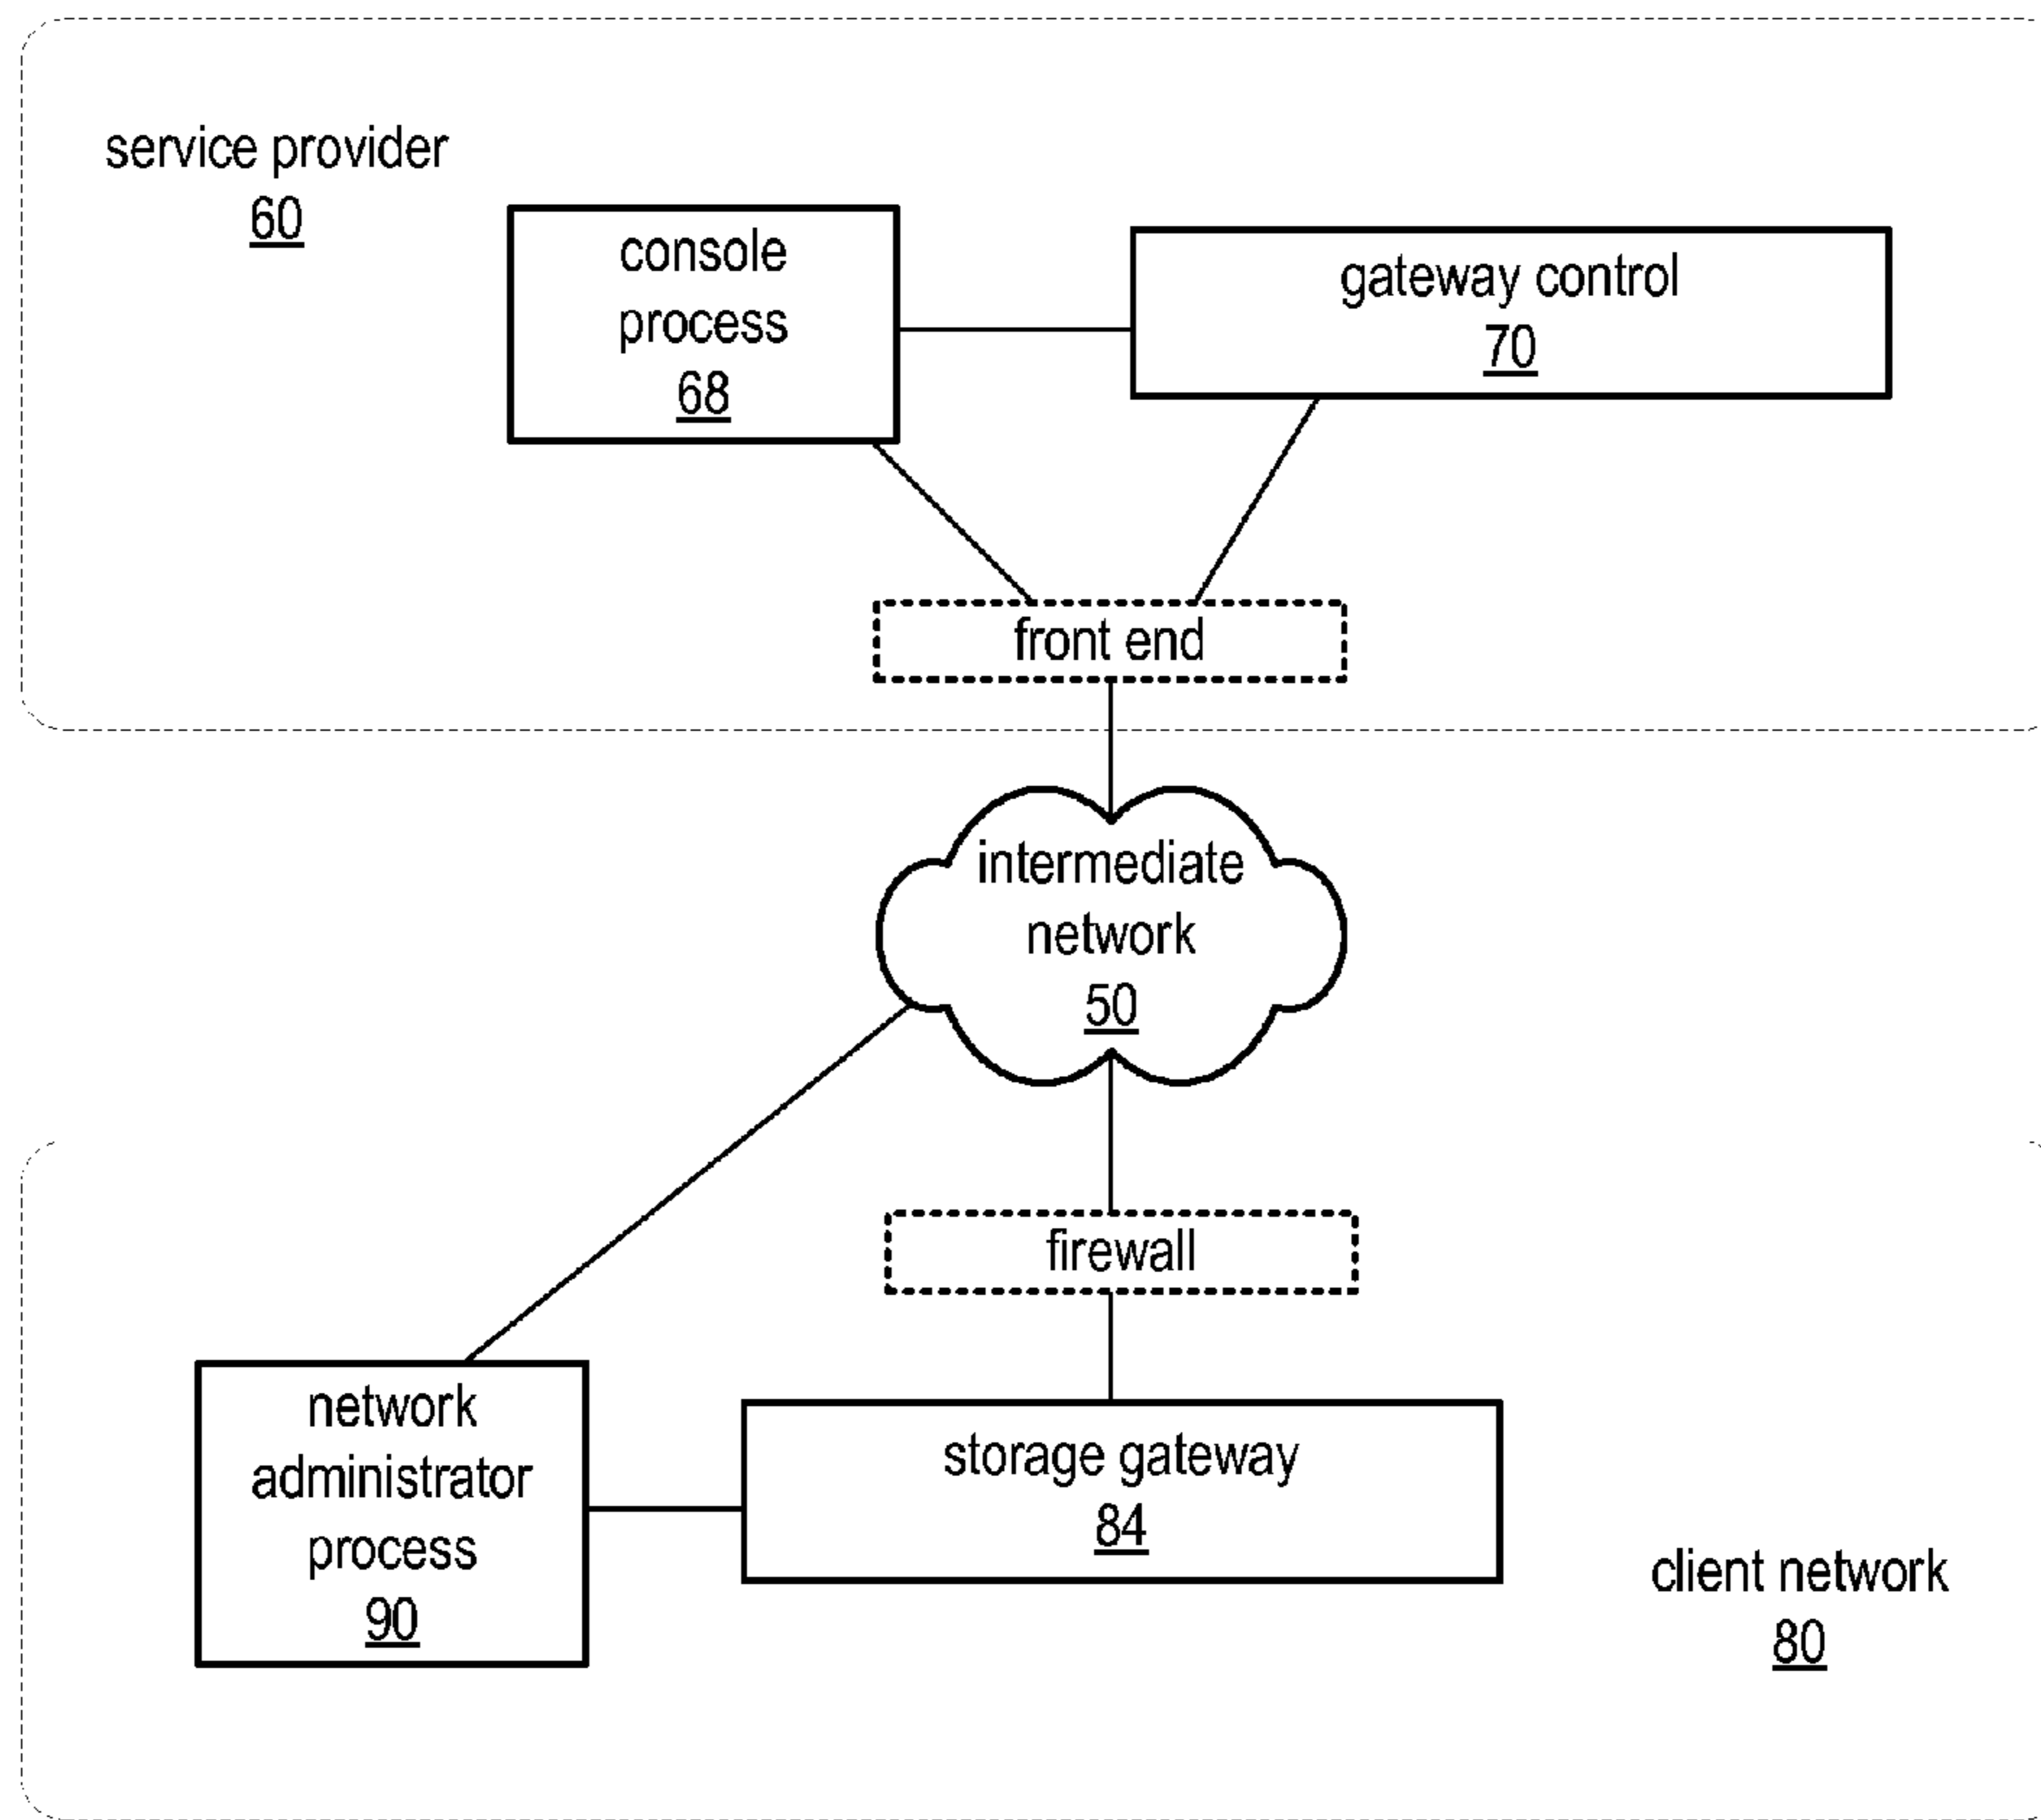 service provider
60
console
process
68
gateway control
70
front end
intermediate
network
50
firewall
network
administrator
process
90
storage gateway
84
client network
80